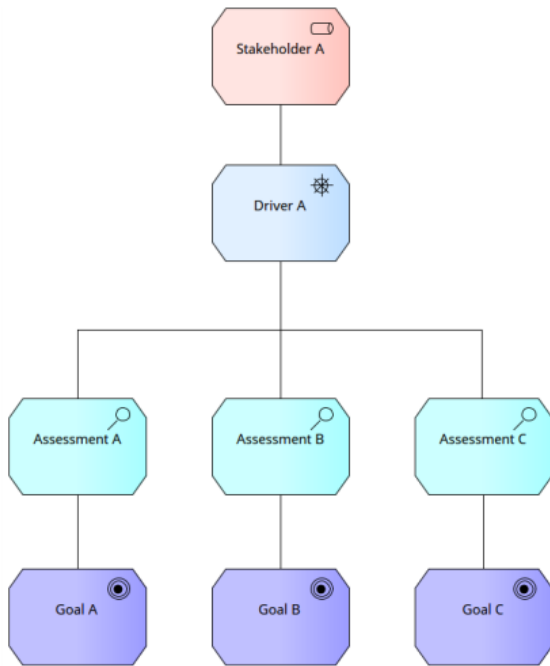 Stakeholder A
Driver A
Assessment A
Assessment B
Assessment C
Goal A
Goal B
Goal C